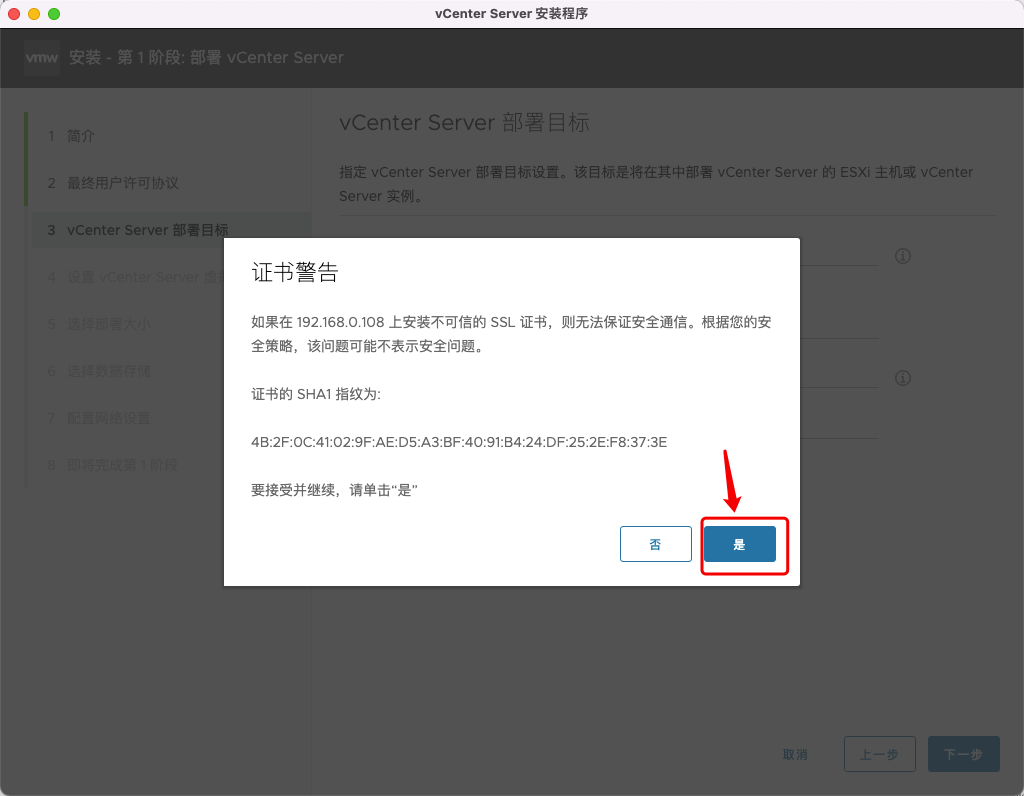 vCenter Server 安装程序
vmw 安装 - 第 1 阶段: 部署 vCenter Server
vCenter Server 部署目标
1 简介
2 最终用户许可协议
指定 vCenter Server 部署目标设置。该目标是将在其中部署 vCenter Server 的 ESXi 主机或 vCenter
Server 实例。
3 vCenter Server 部署目标
4 设置 vCenter Server 虚
5 选择部署大小
6 选择数据存储
7 配置网络设置
8 即将完成第 1 阶段
证书警告
如果在 192.168.0.108 上安装不可信的 SSL 证书，则无法保证安全通信。根据您的安
全策略，该问题可能不表示安全问题。
证书的 SHA1 指纹为:
4B:2F:0C:41:02:9F:AE:D5:A3:BF:40:91:B4:24:DF:25:2E:F8:37:3E
要接受并继续，请单击“是”
否
是
取消
上一步
下一步